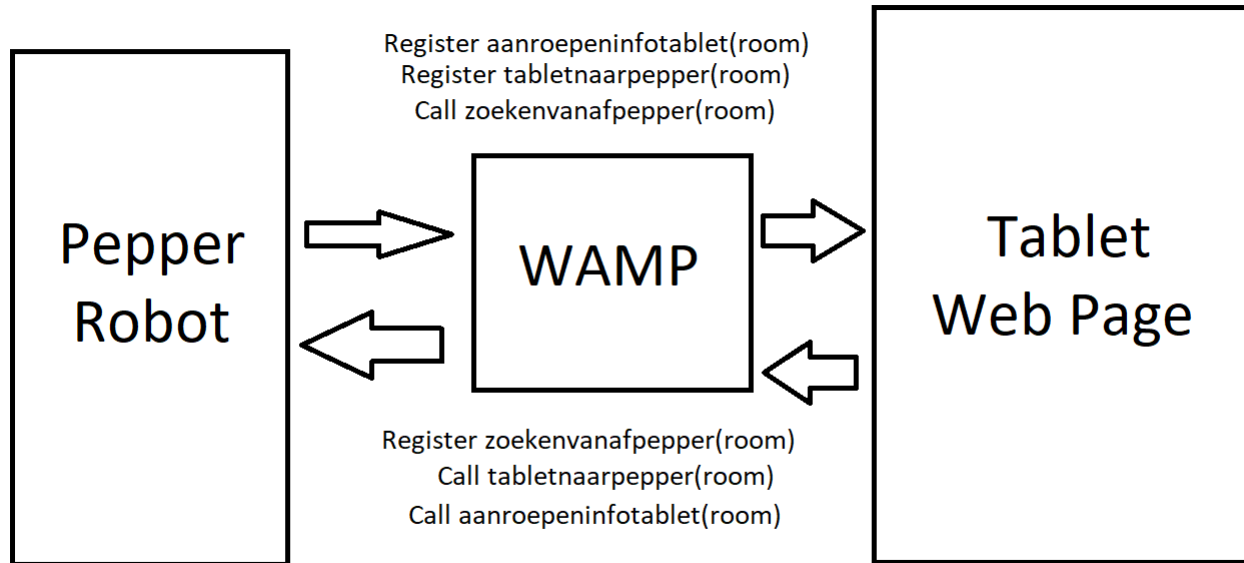 Register aanroepeninfotablet(room)
Register tabletnaarpepper(room)
Call zoekenvanafpepper(room)
Pepper
Robot
WAMP
Tablet
Web Page
Register zoekenvanafpepper(room)
Call tabletnaarpepper(room)
Call aanroepeninfotablet(room)